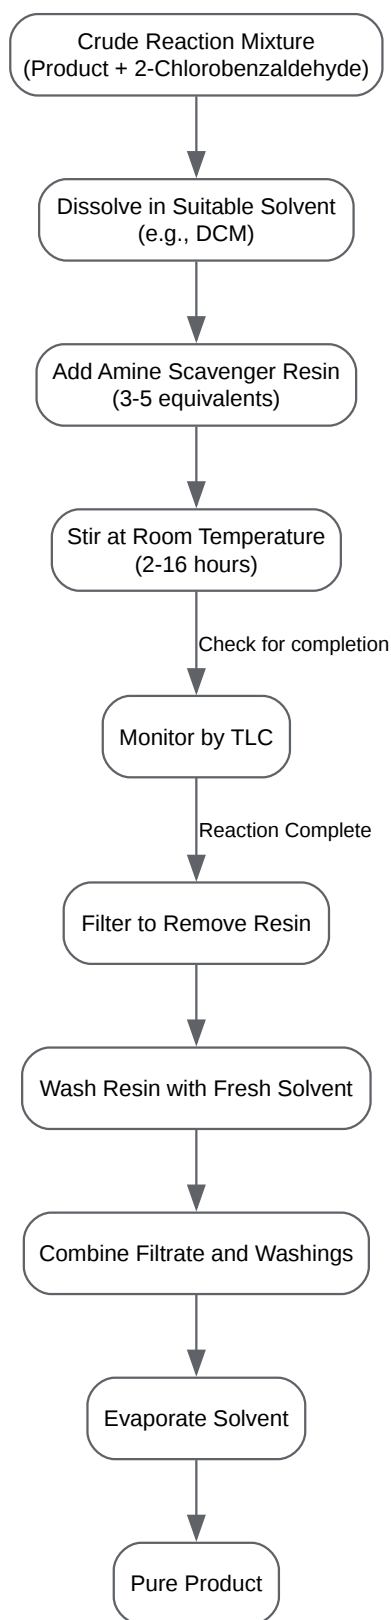 Crude Reaction Mixture
(Product + 2-Chlorobenzaldehyde)
Dissolve in Suitable Solvent
(e.g., DCM)
Add Amine Scavenger Resin
(3-5 equivalents)
Stir at Room Temperature
(2-16 hours)
Check for completion
Monitor by TLC
Reaction Complete
Filter to Remove Resin
Wash Resin with Fresh Solvent
Combine Filtrate and Washings
Evaporate Solvent
Pure Product